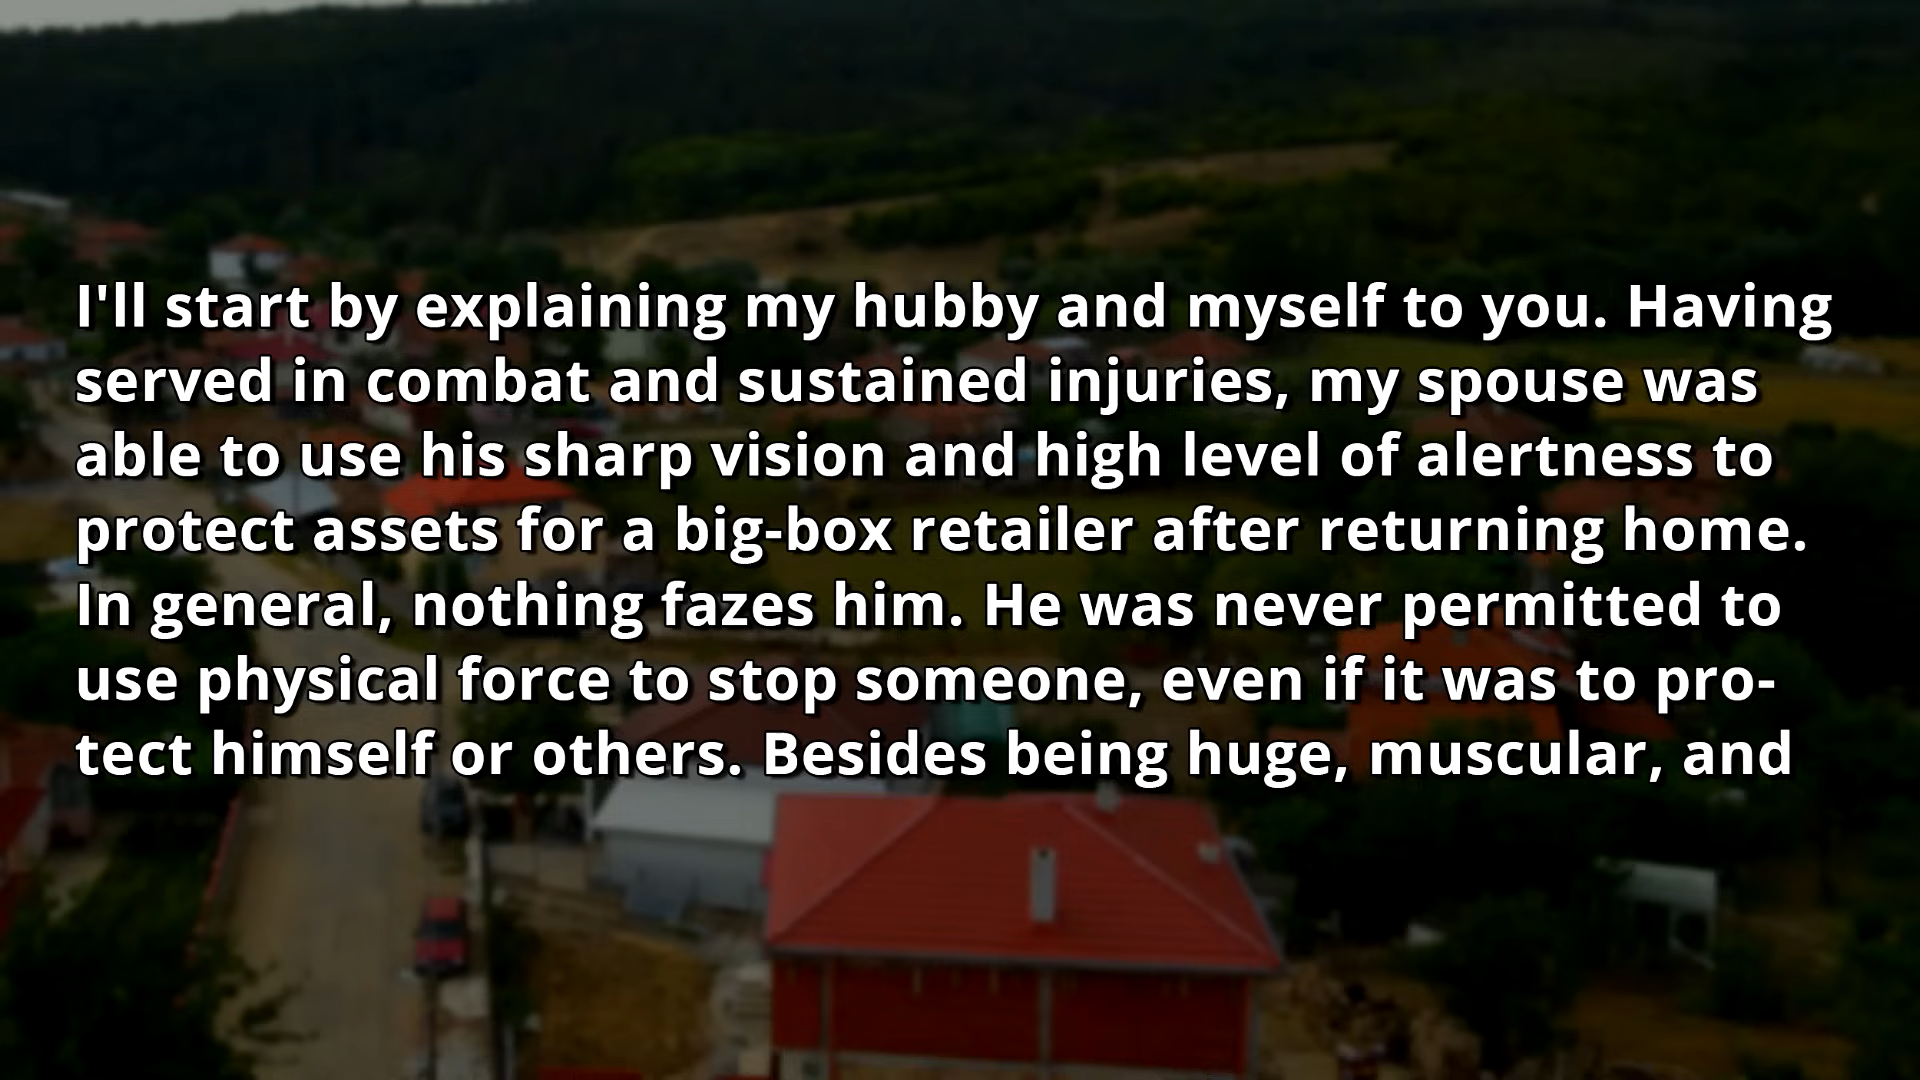 I'll start by explaining my hubby and myself to you. Having
served in combat and sustained injuries, my spouse was
able to use his sharp vision and high level of alertness to
protect assets for a big-box retailer after returning home.
In general, nothing fazes him. He was never permitted to
use physical force to stop someone, even if it was to pro-
tect himself or others. Besides being huge, muscular, and